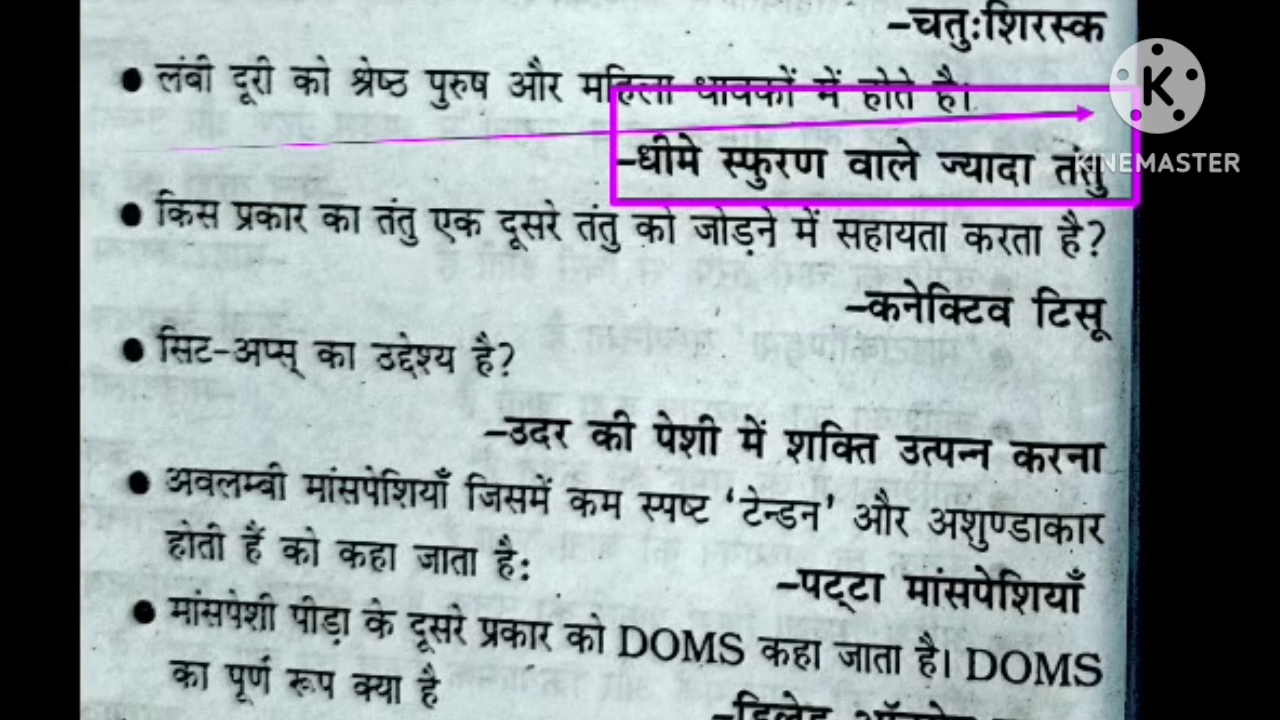 –चतुःशिरस्क
● लंबी दूरी को श्रेष्ठ पुरुष और महिला धावकों में होते है।
–धीमे स्फुरण वाले ज्यादा तंतु
KINEMASTER
● किस प्रकार का तंतु एक दूसरे तंतु को जोड़ने में सहायता करता है?
–कनेक्टिव टिसू
● सिट-अप्स् का उद्देश्य है?
–उदर की पेशी में शक्ति उत्पन्न करना
● अवलम्बी मांसपेशियाँ जिसमें कम स्पष्ट 'टेन्डन' और अशुण्डाकार
होती हैं को कहा जाता है:
–पट्टा मांसपेशियाँ
● मांसपेशी पीड़ा के दूसरे प्रकार को DOMS कहा जाता है। DOMS
का पूर्ण रूप क्या है
–डिलेड